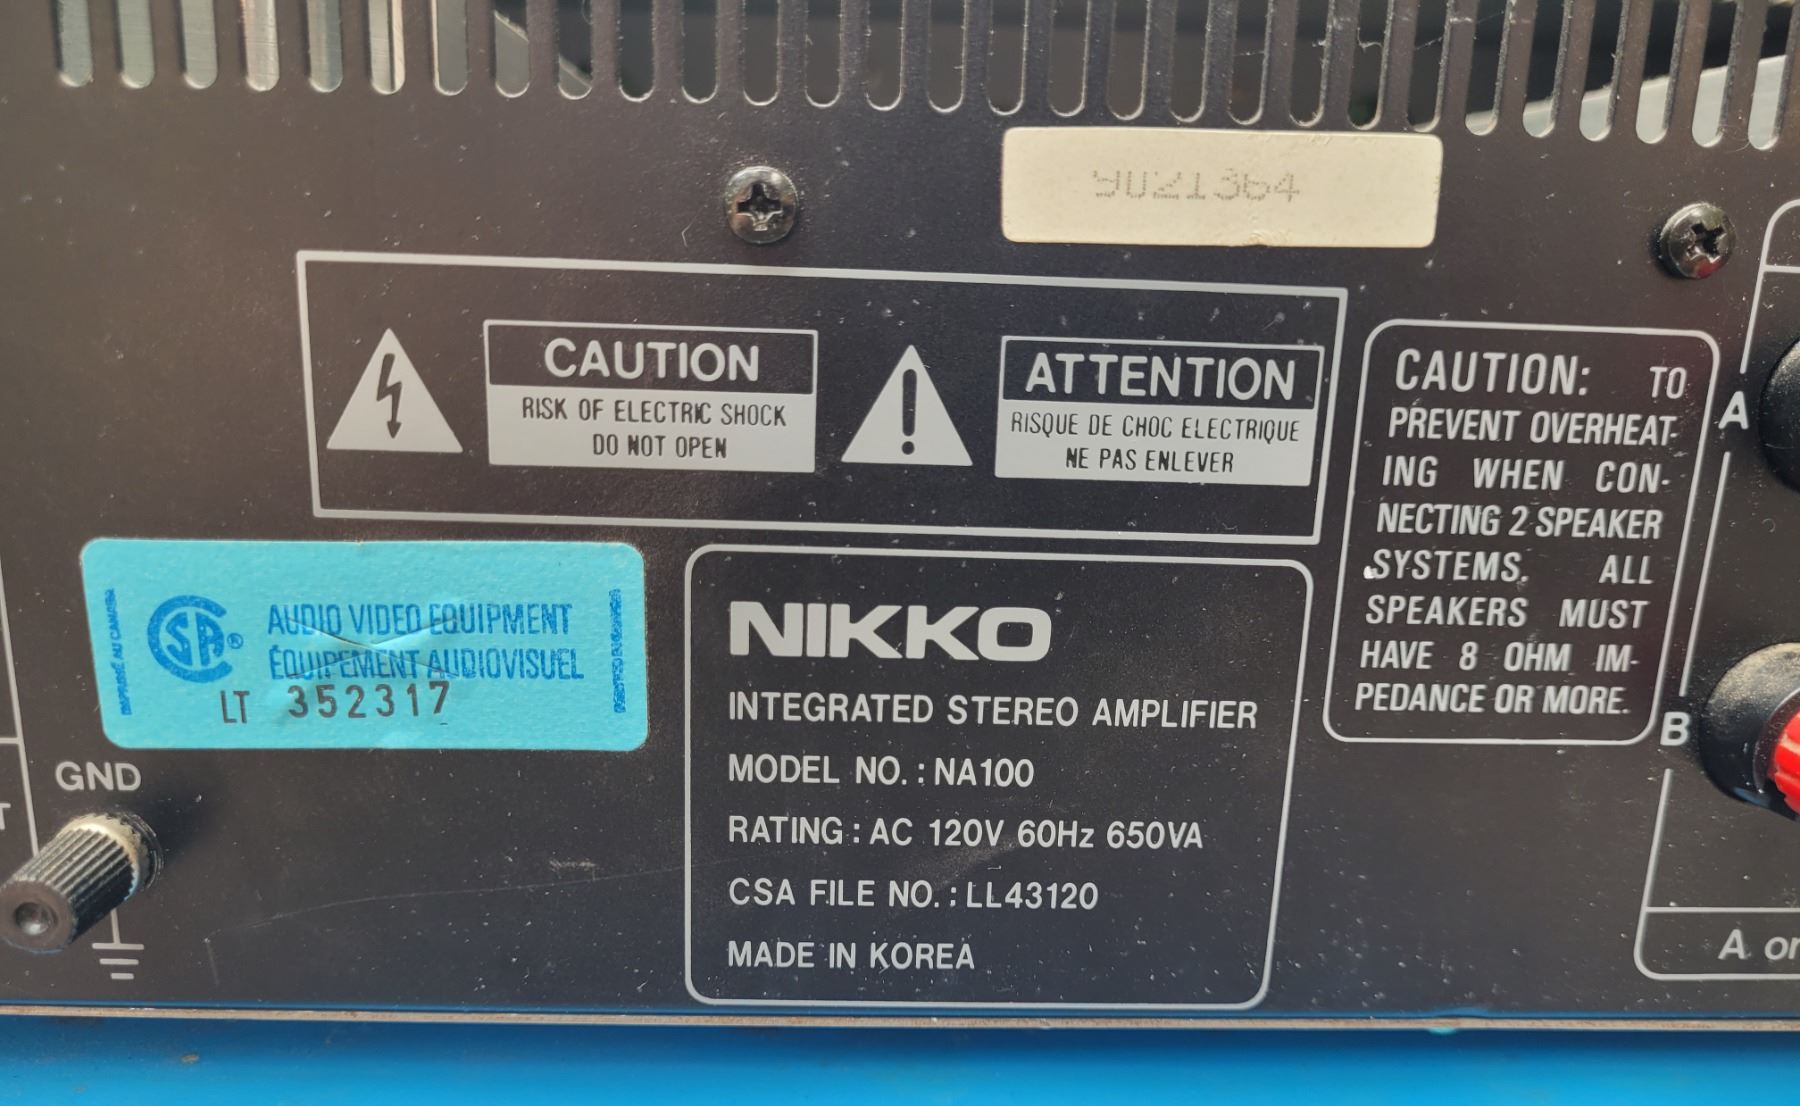 9021364
CAUTION
RISK OF ELECTRIC SHOCK
DO NOT OPEN
ATTENTION
RISQUE DE CHOC ELECTRIQUE
NE PAS ENLEVER
CAUTION: TO
PREVENT OVERHEAT-
ING WHEN CON-
NECTING 2 SPEAKER
SYSTEMS. ALL
SPEAKERS MUST
HAVE 8 OHM IM-
PEDANCE OR MORE.
A
B
A or
CSA®
AUDIO VIDEO EQUIPMENT
ÉQUIPEMENT AUDIOVISUEL
LT 352317
GND
T
NIKKO
INTEGRATED STEREO AMPLIFIER
MODEL NO.: NA100
RATING: AC 120V 60Hz 650VA
CSA FILE NO.: LL43120
MADE IN KOREA